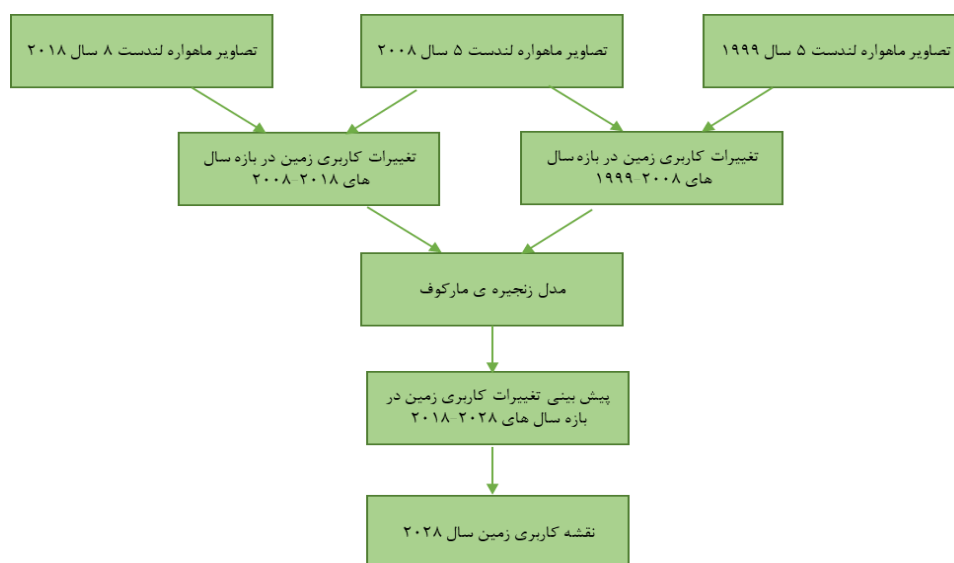 تصاویر ماهواره لندست ۵ سال ۱۹۹۹
تصاویر ماهواره لندست ۵ سال ۲۰۰۸
تصاویر ماهواره لندست ۸ سال ۲۰۱۸
تغییرات کاربری زمین در بازه سال
های ۲۰۰۸-۱۹۹۹
تغییرات کاربری زمین در بازه سال
های ۲۰۱۸-۲۰۰۸
مدل زنجیره ی مارکوف
پیش بینی تغییرات کاربری زمین در
بازه سال های ۲۰۲۸-۲۰۱۸
نقشه کاربری زمین سال ۲۰۲۸